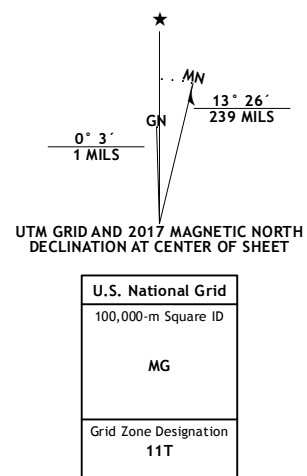 ★
MN
GN
13° 26´
239 MILS
0° 3´
1 MILS
UTM GRID AND 2017 MAGNETIC NORTH
DECLINATION AT CENTER OF SHEET
U.S. National Grid
100,000-m Square ID
MG
Grid Zone Designation
11T